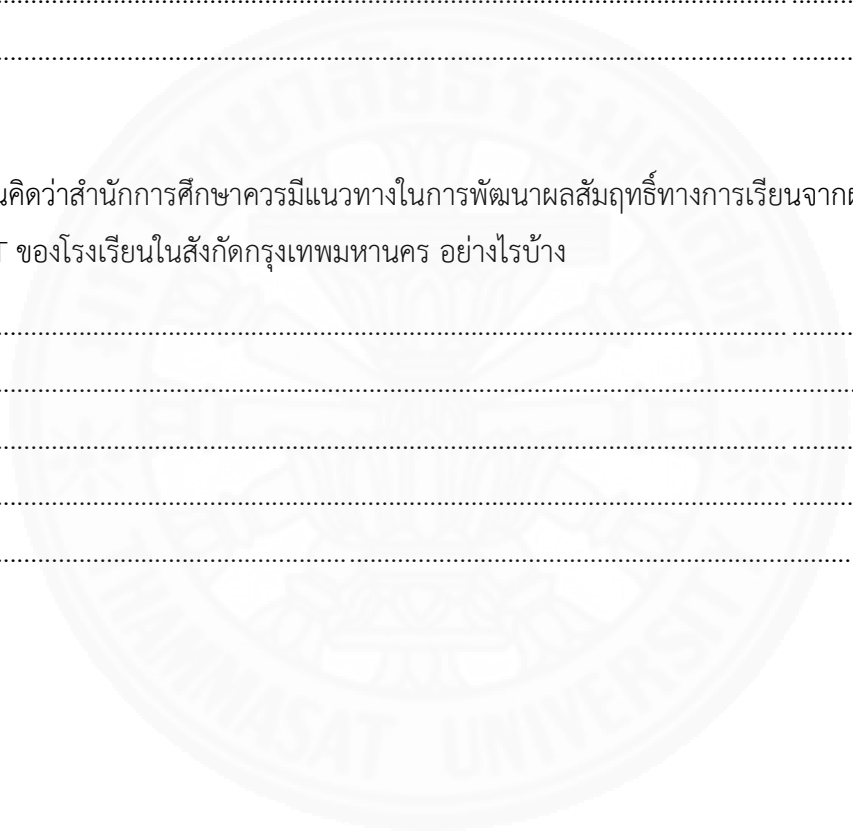 นคิดว่าสำนักการศึกษาควรมีแนวทางในการพัฒนาผลสัมฤทธิ์ทางการเรียนจาก
ของโรงเรียนในสังกัดกรุงเทพมหานคร อย่างไรบ้าง
THAMMASAT UNIVERSITY